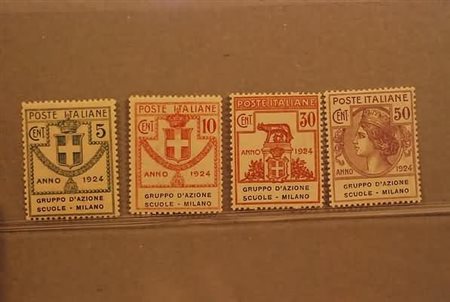 POSTE ITALIANE
CENT 5
ANNO 1924
GRUPPO D'AZIONE
SCUOLE - MILANO
POSTE ITALIANE
CENT 10
ANNO 1924
GRUPPO D'AZIONE
SCUOLE - MILANO
POSTE ITALIANE
CENT 30
ANNO 1924
GRUPPO D'AZIONE
SCUOLE - MILANO
POSTE ITALIANE
CENT 50
ANNO 1924
GRUPPO D'AZIONE
SCUOLE - MILANO